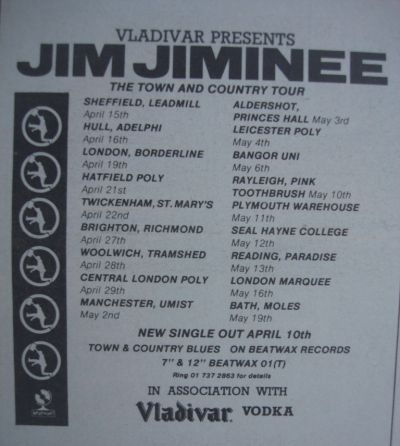 VLADIVAR PRESENTS
JIM JIMINEE
THE TOWN AND COUNTRY TOUR
SHEFFIELD, LEADMILL
April 15th
HULL, ADELPHI
April 16th
LONDON, BORDERLINE
April 19th
HATFIELD POLY
April 21st
TWICKENHAM, ST. MARY'S
April 22nd
BRIGHTON, RICHMOND
April 27th
WOOLWICH, TRAMSHED
April 28th
CENTRAL LONDON POLY
April 29th
MANCHESTER, UMIST
May 2nd
ALDERSHOT,
PRINCES HALL May 3rd
LEICESTER POLY
May 4th
BANGOR UNI
May 6th
RAYLEIGH, PINK
TOOTHBRUSH May 10th
PLYMOUTH WAREHOUSE
May 11th
SEAL HAYNE COLLEGE
May 12th
READING, PARADISE
May 13th
LONDON MARQUEE
May 16th
BATH, MOLES
May 19th
NEW SINGLE OUT APRIL 10th
TOWN & COUNTRY BLUES ON BEATWAX RECORDS
7" & 12" BEATWAX 01(T)
Ring 01 737 2863 for details
IN ASSOCIATION WITH
Vladivar VODKA